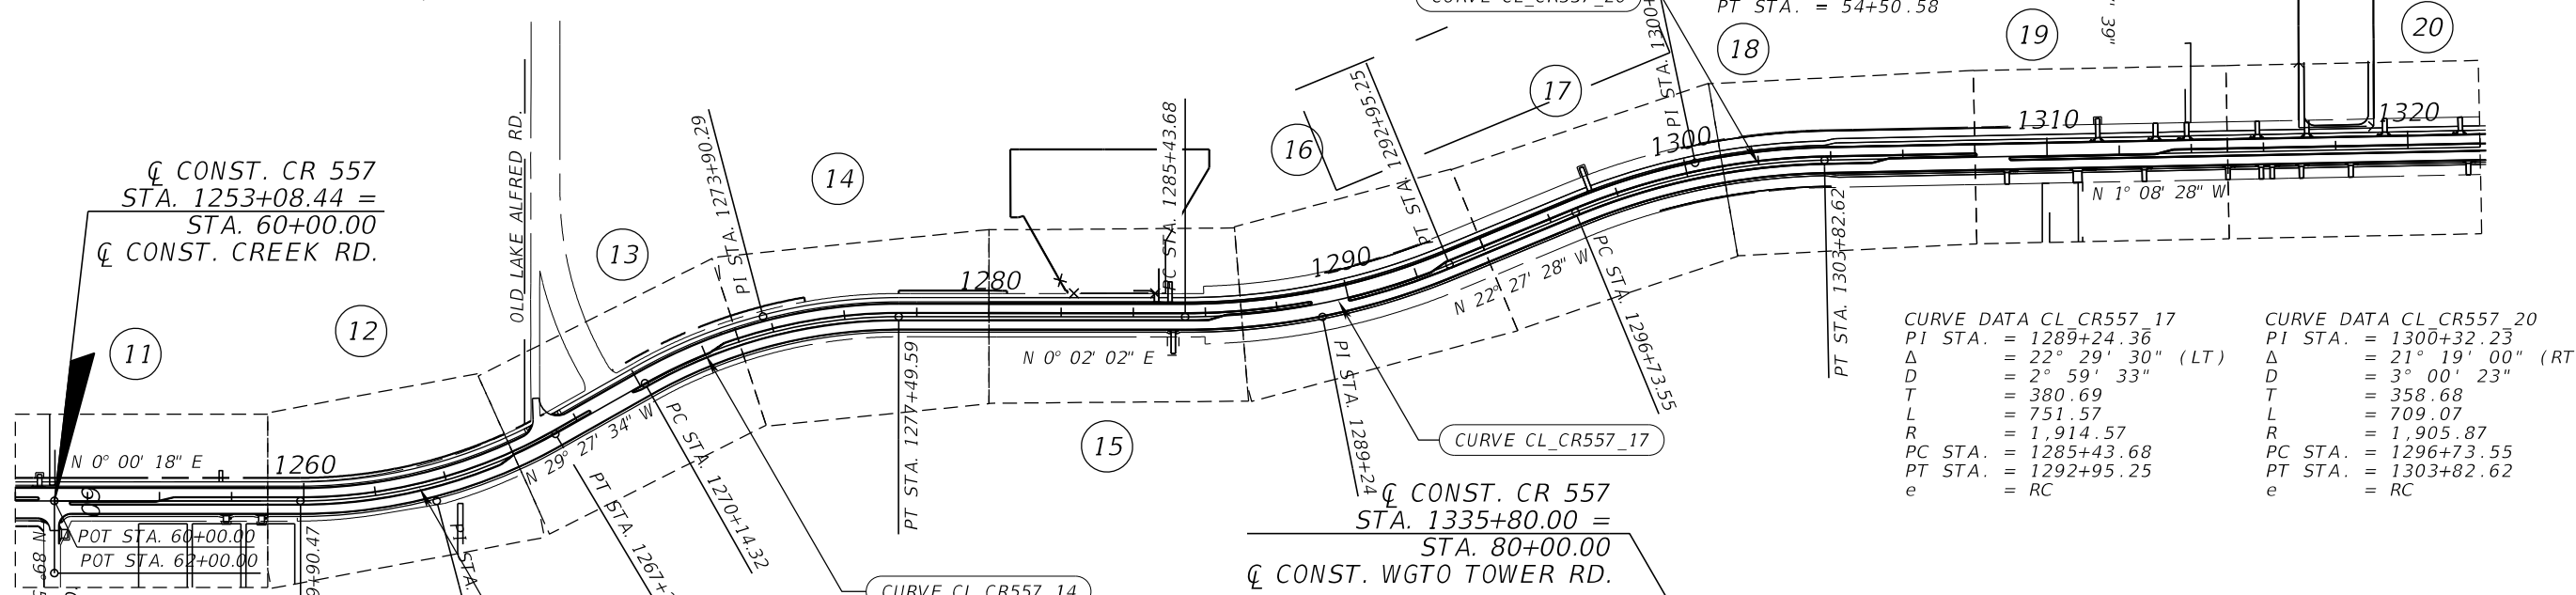 PT STA. = 54+50.58
39"
18
19
20
17
16
14
13
12
11
15
℄ CONST. CR 557
STA. 1253+08.44 =
STA. 60+00.00
℄ CONST. CREEK RD.
OLD LAKE ALFRED RD.
PI STA. 1273+90.29
PC STA. 1285+43.68
PT STA. 1292+95.25
PI STA. 1300+
1260
1280
1290
1300
1310
1320
N 0° 00' 18" E
N 29° 27' 34" W
N 0° 02' 02" E
N 22° 27' 28" W
N 1° 08' 28" W
60
POT STA. 60+00.00
POT STA. 62+00.00
9+90.47
PI STA.
PT STA. 1267+
PC STA. 1270+14.32
PT STA. 1277+49.59
PI STA. 1289+24
PC STA. 1296+73.55
PT STA. 1303+82.62
CURVE CL_CR557_17
CURVE CL_CR557_14
℄ CONST. CR 557
STA. 1335+80.00 =
STA. 80+00.00
℄ CONST. WGTO TOWER RD.
CURVE DATA CL_CR557_17
PI STA. = 1289+24.36
Δ = 22° 29' 30" (LT)
D = 2° 59' 33"
T = 380.69
L = 751.57
R = 1,914.57
PC STA. = 1285+43.68
PT STA. = 1292+95.25
e = RC
CURVE DATA CL_CR557_20
PI STA. = 1300+32.23
Δ = 21° 19' 00" (RT
D = 3° 00' 23"
T = 358.68
L = 709.07
R = 1,905.87
PC STA. = 1296+73.55
PT STA. = 1303+82.62
e = RC